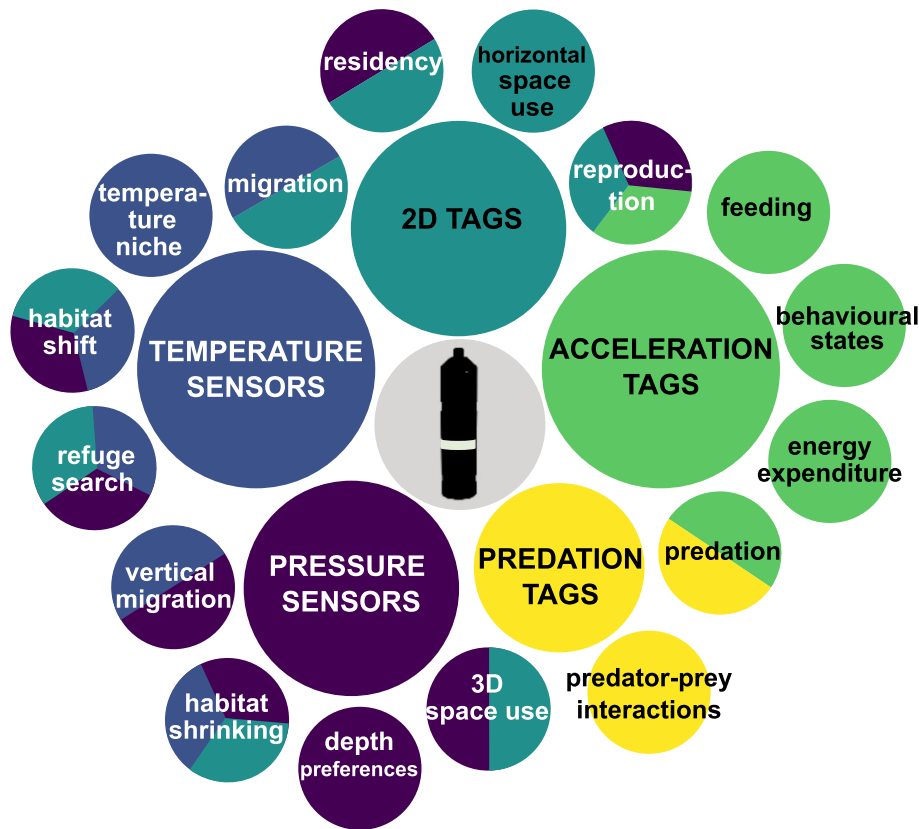 residency
horizontal
space
use
migration
reproduc-
tion
tempera-
ture
niche
feeding
2D TAGS
habitat
shift
behavioural
states
TEMPERATURE
SENSORS
ACCELERATION
TAGS
refuge
search
energy
expenditure
vertical
migration
PRESSURE
SENSORS
PREDATION
TAGS
predation
habitat
shrinking
3D
space use
predator-prey
interactions
depth
preferences